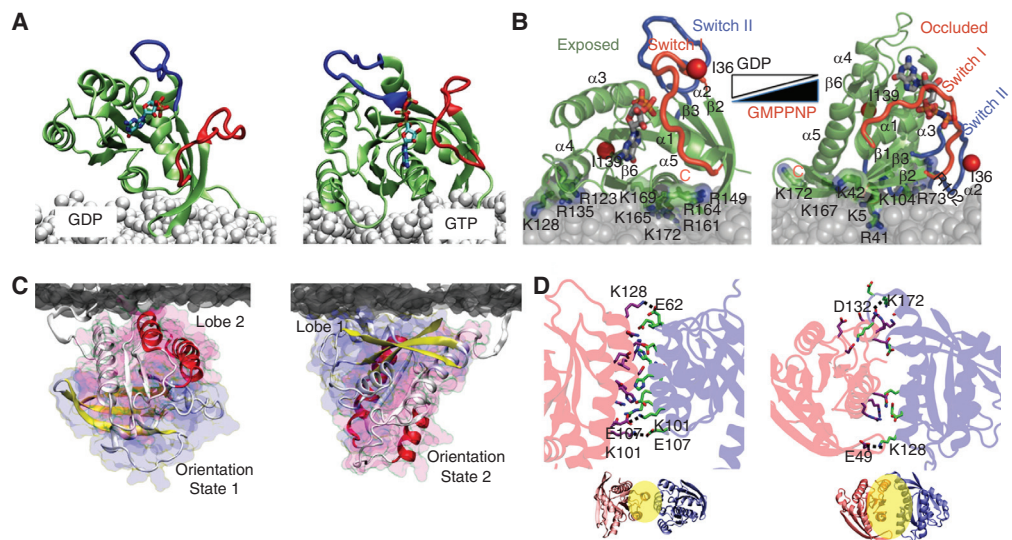 A
GDP
GTP
B
Exposed
Switch II
Switch I
I36
α3
α2
β3
β2
α1
α4
I139
β6
α5
C
R123
R135
K128
K169
K165
K172
R149
R164
R161
GDP
GMPPNP
Occluded
α4
β6
Switch I
I139
Switch II
α1
α3
α5
β1
β3
β2
I36
α2
C
K172
K42
K167
K5
K104
R73
R41
C
Lobe 2
Orientation
State 1
Lobe 1
Orientation
State 2
D
K128
E62
E107
K101
K101
E107
D132
K172
E49
K128